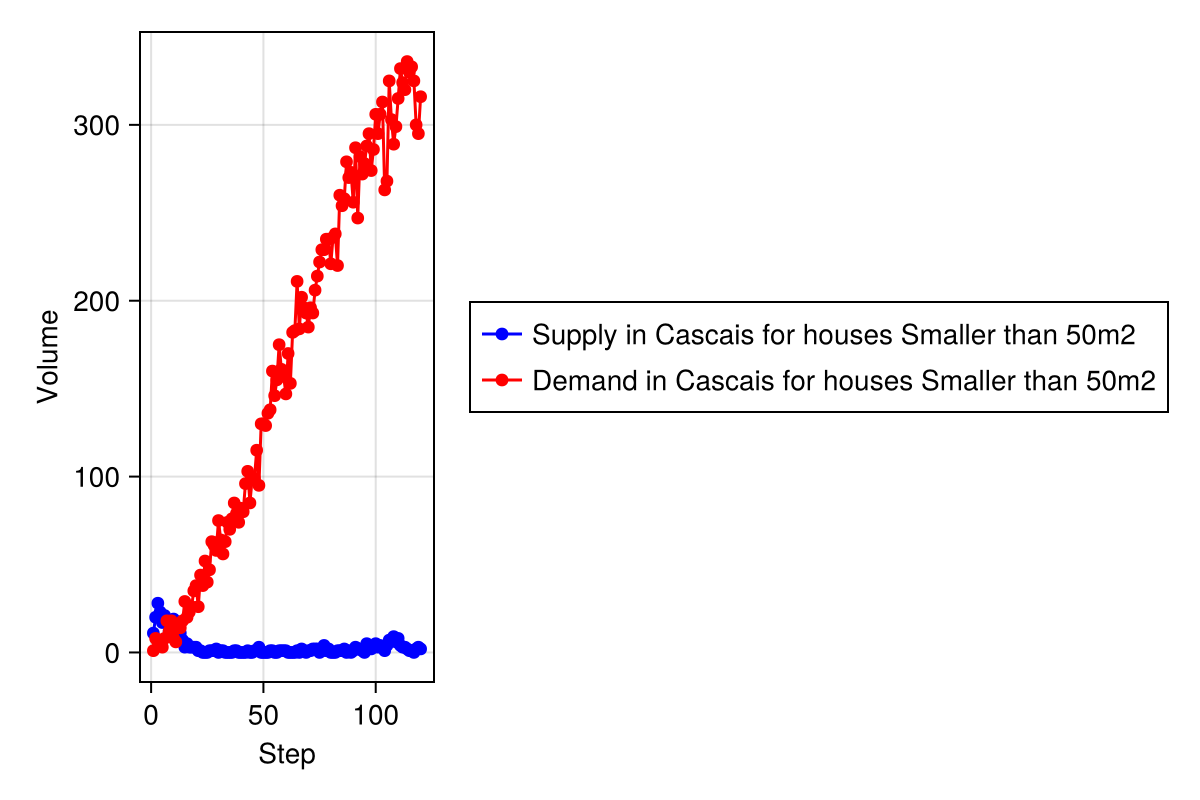 300
200
100
0
Volume
0 50 100
Step
Supply in Cascais for houses Smaller than 50m2
Demand in Cascais for houses Smaller than 50m2